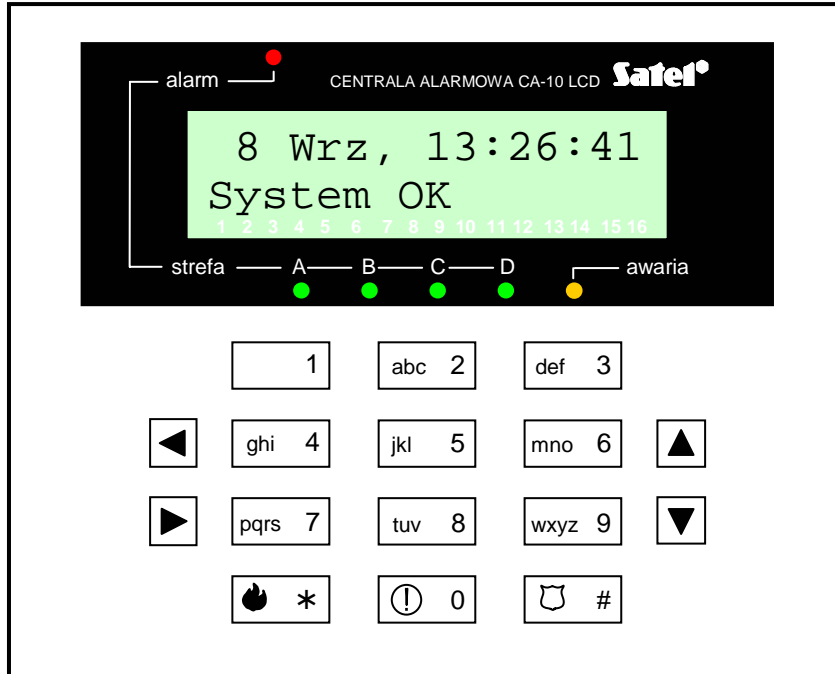 alarm
CENTRALA ALARMOWA CA-10 LCD Satel
8 Wrz, 13:26:41
System OK
1 2 3 4 5 6 7 8 9 10 11 12 13 14 15 16
strefa A B C D awaria
1 abc 2 def 3
ghi 4 jkl 5 mno 6
pqrs 7 tuv 8 wxyz 9
* 0 #